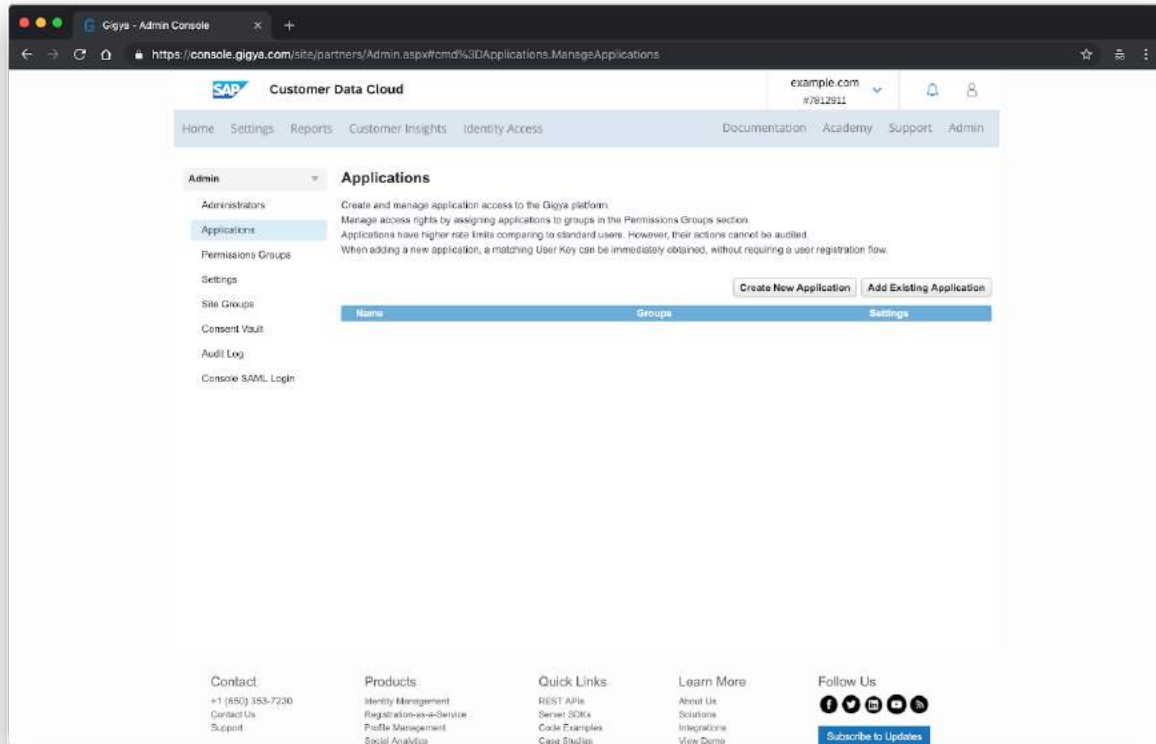 Gigya - Admin Console
https://console.gigya.com/site/partners/Admin.aspx#cmd%3DApplications.ManageApplications
SAP Customer Data Cloud
example.com
#7812911
Home Settings Reports Customer Insights Identity Access Documentation Academy Support Admin
Admin
Administrators
Applications
Permissions Groups
Settings
Site Groups
Consent Vault
Audit Log
Console SAML Login
Applications
Create and manage application access to the Gigya platform.
Manage access rights by assigning applications to groups in the Permissions Groups section.
Applications have higher rate limits comparing to standard users. However, their actions cannot be audited.
When adding a new application, a matching User Key can be immediately obtained, without requiring a user registration flow.
Create New Application Add Existing Application
Name Groups Settings
Contact
+1 (650) 353-7230
Contact Us
Support
Products
Identity Management
Registration-as-a-Service
Profile Management
Social Analytics
Quick Links
REST APIs
Server SDKs
Code Examples
Case Studies
Learn More
About Us
Solutions
Integrations
View Demo
Follow Us
Subscribe to Updates